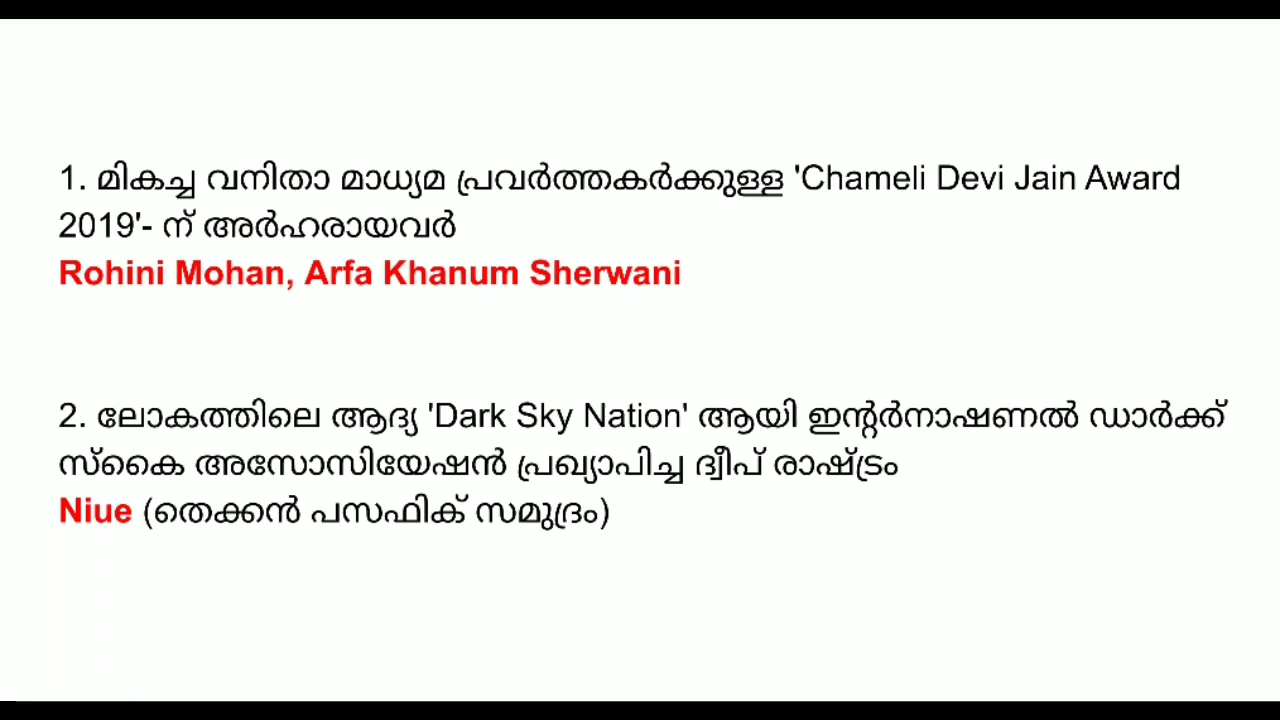 1. മികച്ച വനിതാ മാധ്യമ പ്രവർത്തകർക്കുള്ള 'Chameli Devi Jain Award
2019'- ന് അർഹരായവർ
Rohini Mohan, Arfa Khanum Sherwani
2. ലോകത്തിലെ ആദ്യ 'Dark Sky Nation' ആയി ഇന്റർനാഷണൽ ഡാർക്ക്
സ്കൈ അസോസിയേഷൻ പ്രഖ്യാപിച്ച ദ്വീപ് രാഷ്ട്രം
Niue (തെക്കൻ പസഫിക് സമുദ്രം)